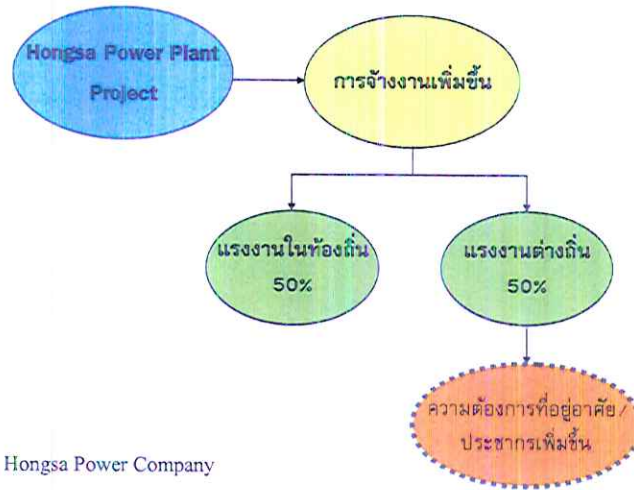 Hongsa Power Plant
Project
การจ้างงานเพิ่มขึ้น
แรงงานในท้องถิ่น
50%
แรงงานต่างถิ่น
50%
ความต้องการที่อยู่อาศัย/
ประชากรเพิ่มขึ้น
Hongsa Power Company